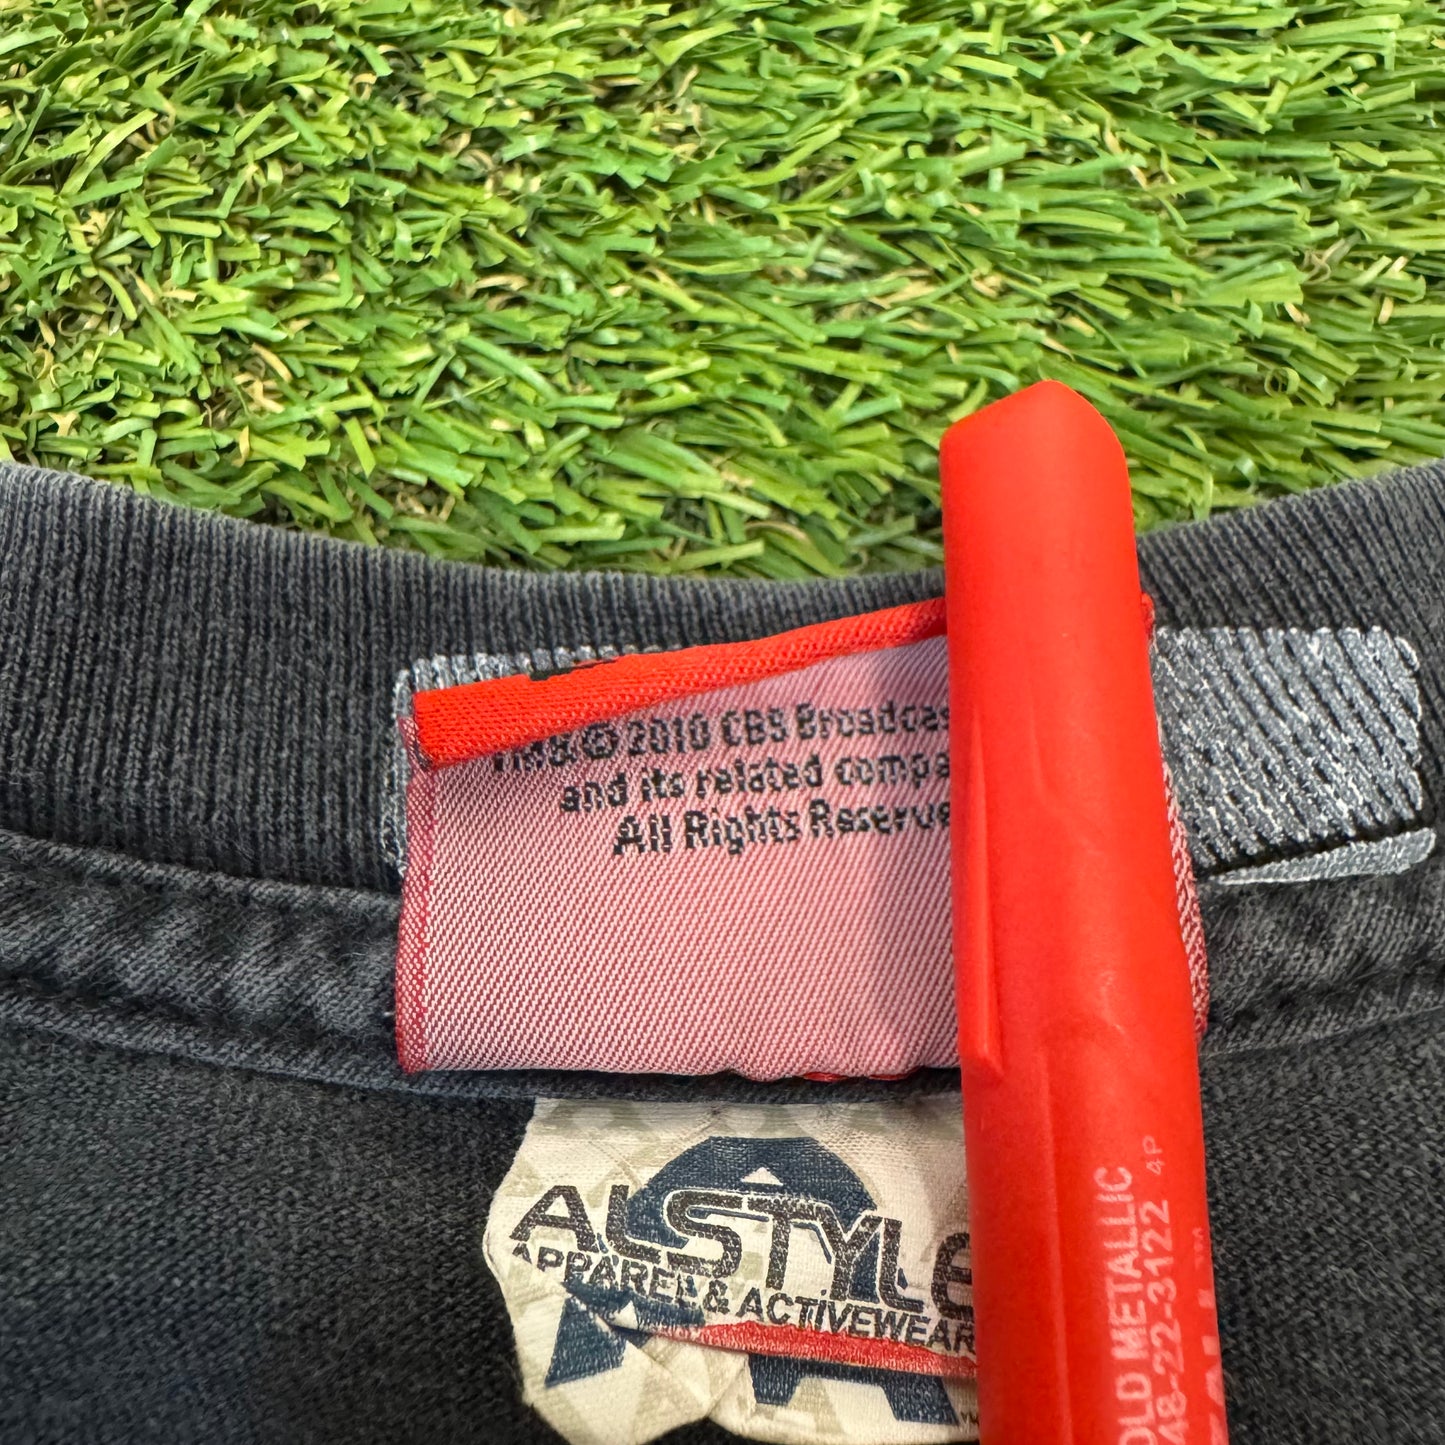 TM & © 2010 CBS Broadcas
and its related compa
All Rights Reserve
ALSTYLE
APPAREL & ACTIVEWEAR
OLD METALLIC
48-22-3122 4P